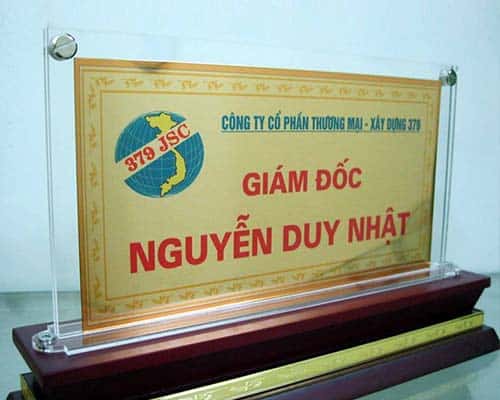 379 JSC
CÔNG TY CỔ PHẦN THƯƠNG MẠI - XÂY DỰNG 379
GIÁM ĐỐC
NGUYỄN DUY NHẬT